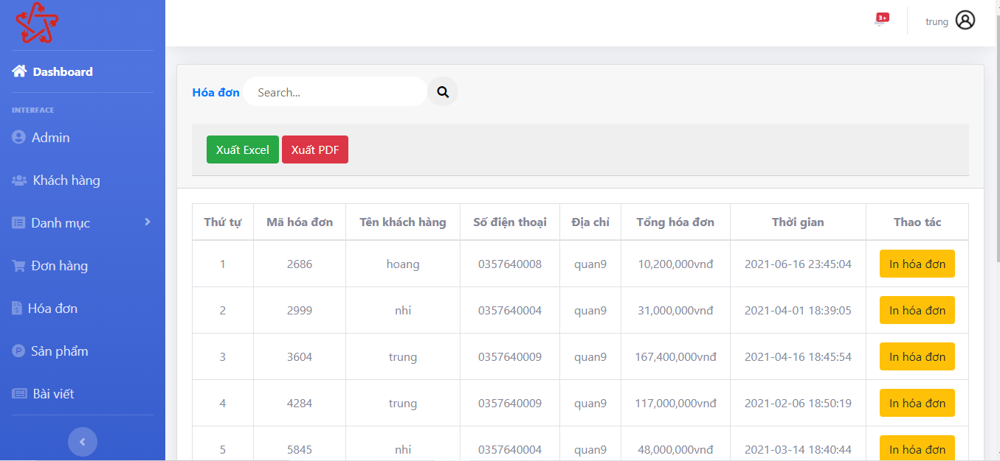 3+
trung
Dashboard
INTERFACE
Admin
Khách hàng
Danh mục
Đơn hàng
Hóa đơn
Sản phẩm
Bài viết
Hóa đơn Search...
Xuất Excel Xuất PDF
Thứ tự Mã hóa đơn Tên khách hàng Số điện thoại Địa chỉ Tổng hóa đơn Thời gian Thao tác
1 2686 hoang 0357640008 quan9 10,200,000vnđ 2021-06-16 23:45:04 In hóa đơn
2 2999 nhi 0357640004 quan9 31,000,000vnđ 2021-04-01 18:39:05 In hóa đơn
3 3604 trung 0357640009 quan9 167,400,000vnđ 2021-04-16 18:45:54 In hóa đơn
4 4284 trung 0357640009 quan9 117,000,000vnđ 2021-02-06 18:50:19 In hóa đơn
5 5845 nhi 0357640004 quan9 48,000,000vnđ 2021-03-14 18:40:44 In hóa đơn